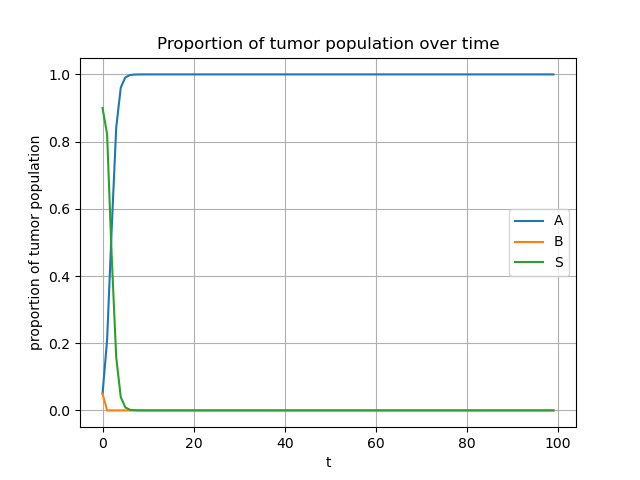 Proportion of tumor population over time
proportion of tumor population
1.0
0.8
0.6
0.4
0.2
0.0
A
B
S
0 20 40 60 80 100
t